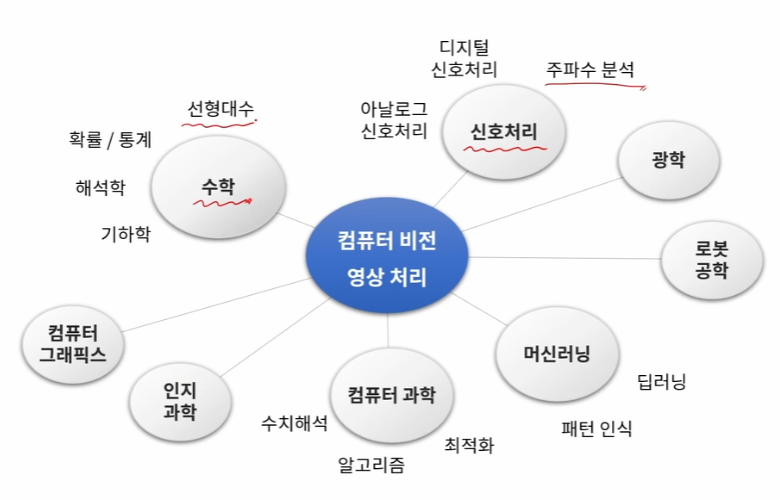 디지털
신호처리
주파수 분석
아날로그
신호처리
신호처리
선형대수
확률 / 통계
해석학
수학
기하학
광학
컴퓨터 비전
영상 처리
로봇
공학
컴퓨터
그래픽스
인지
과학
컴퓨터 과학
수치해석
알고리즘
최적화
머신러닝
딥러닝
패턴 인식